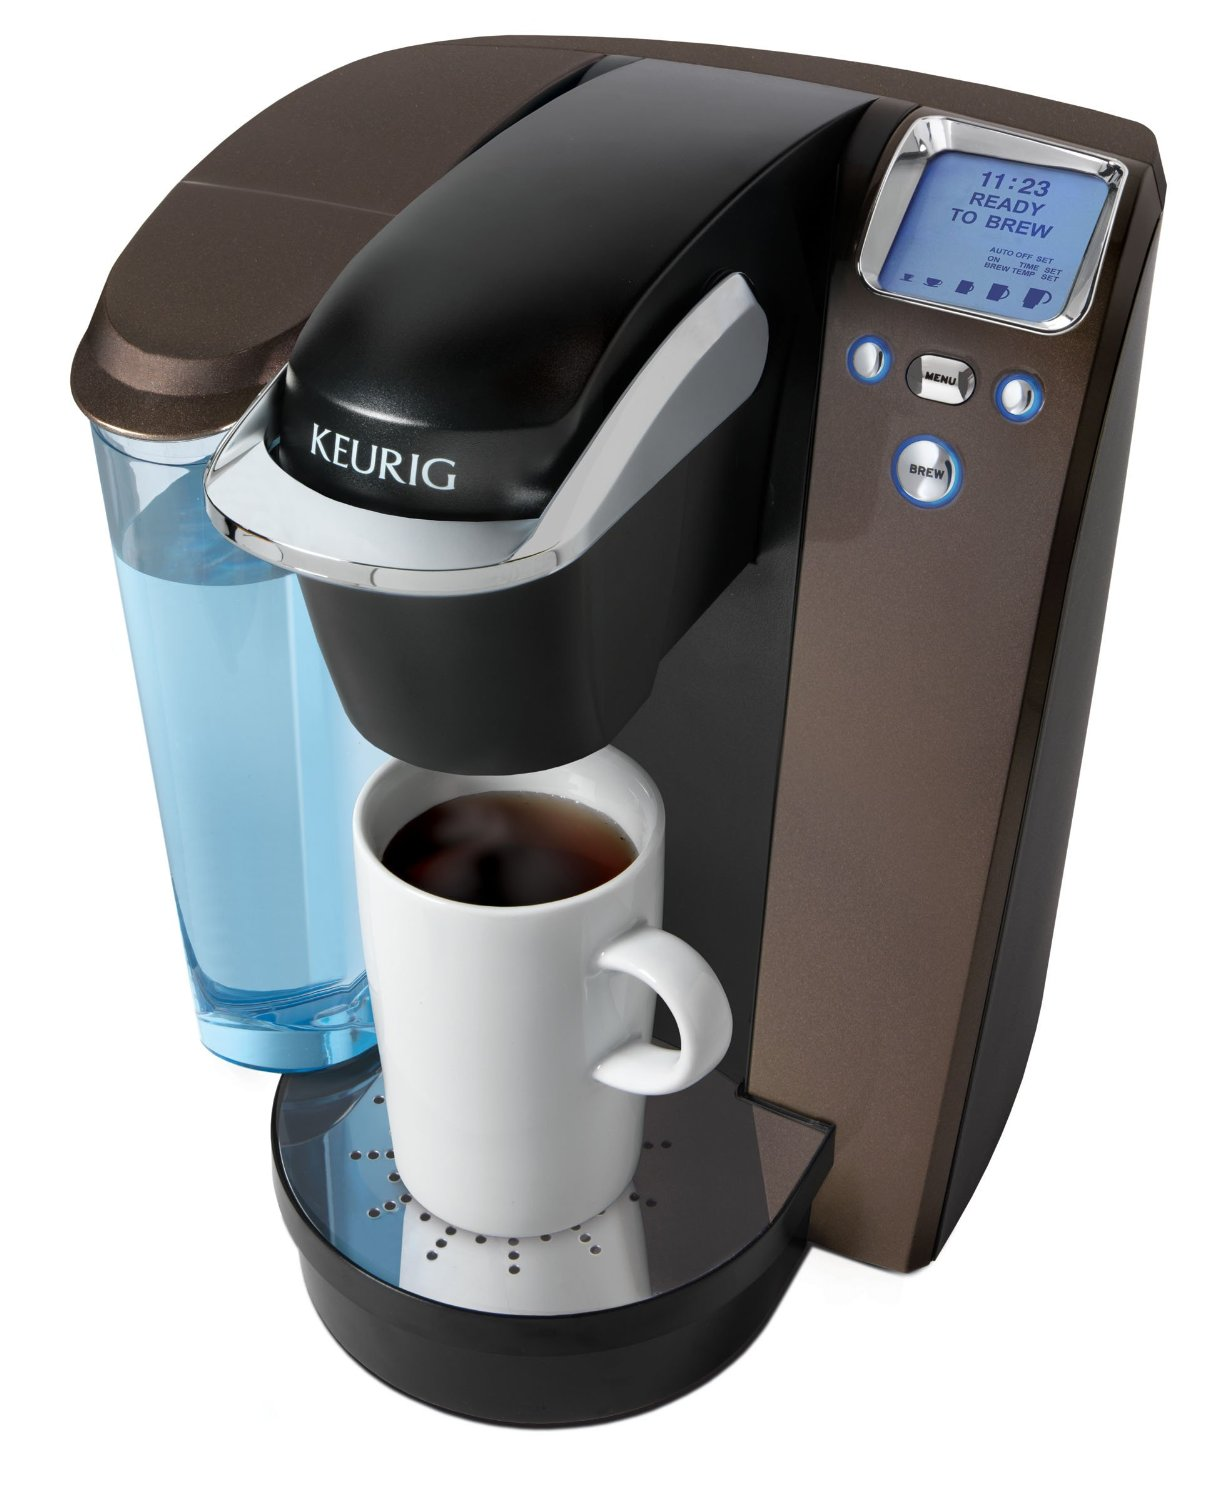 11:23
READY
TO BREW
AUTO OFF SET
ON TIME SET
BREW TEMP SET
MENU
BREW
KEURIG